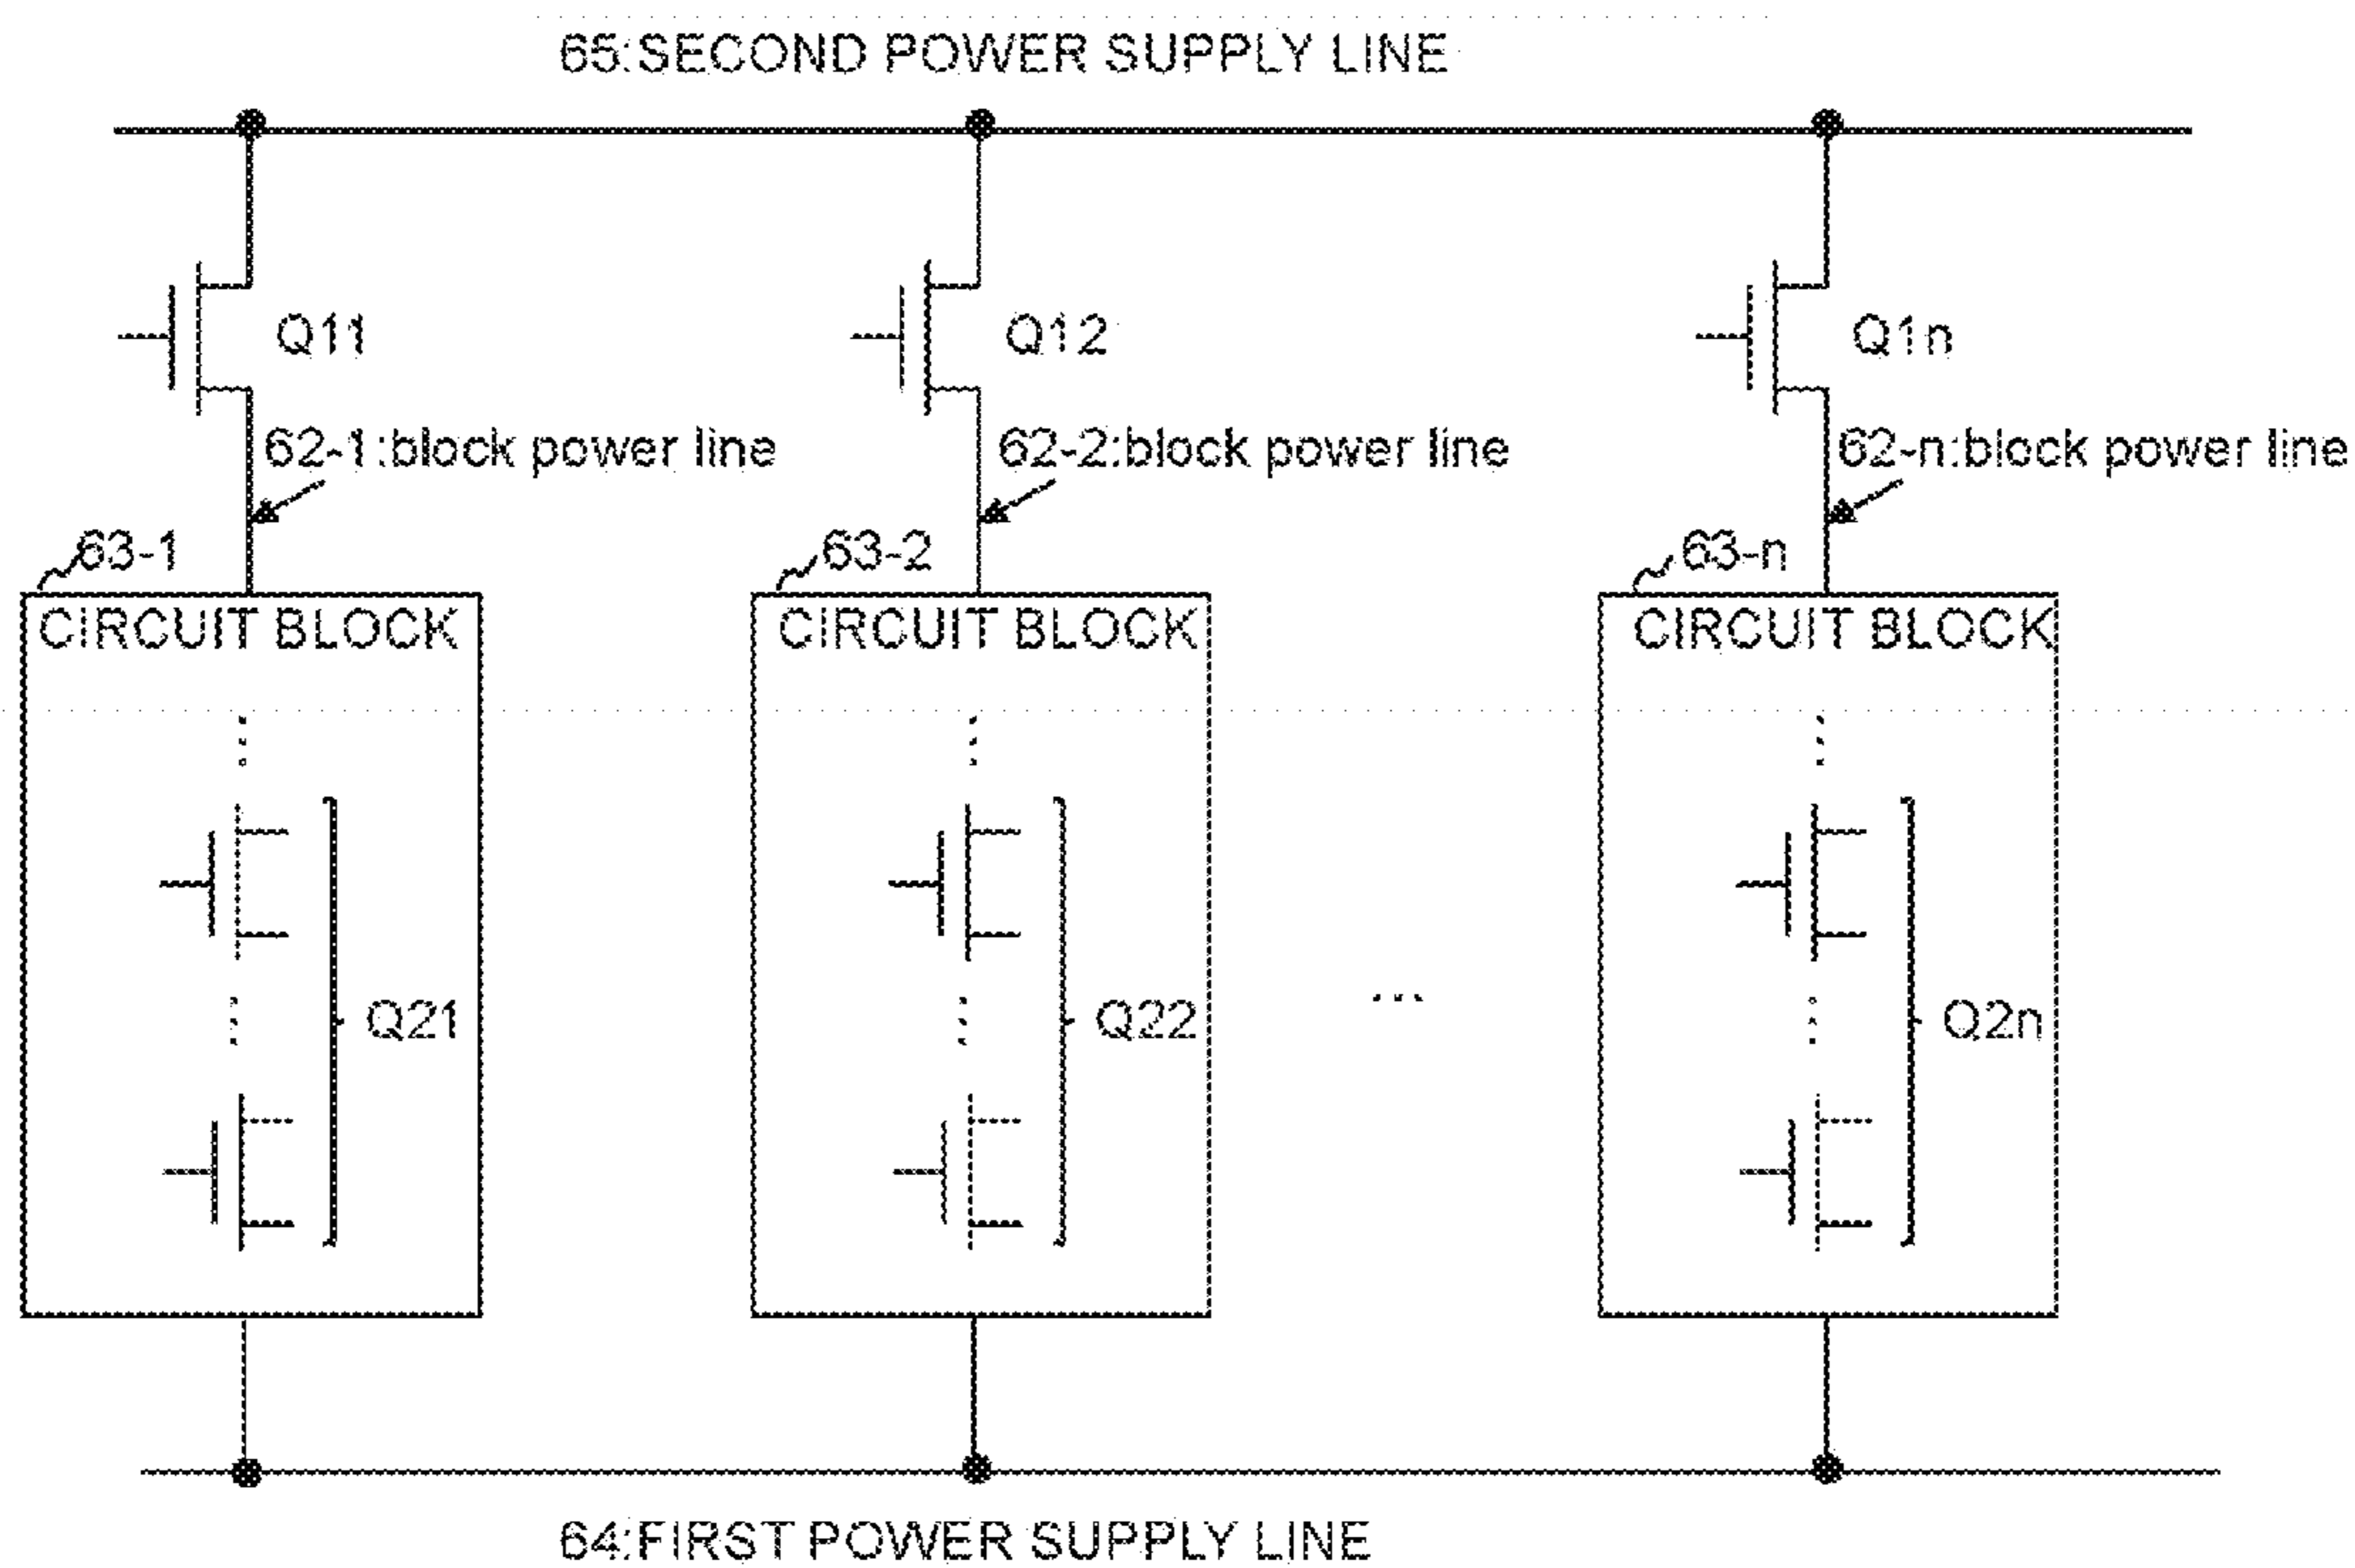 65:SECOND POWER SUPPLY LINE
Q11
Q12
Q1n
62-1:block power line
62-2:block power line
62-n:block power line
63-1
63-2
63-n
CIRCUIT BLOCK
CIRCUIT BLOCK
CIRCUIT BLOCK
Q21
Q22
...
Q2n
64:FIRST POWER SUPPLY LINE